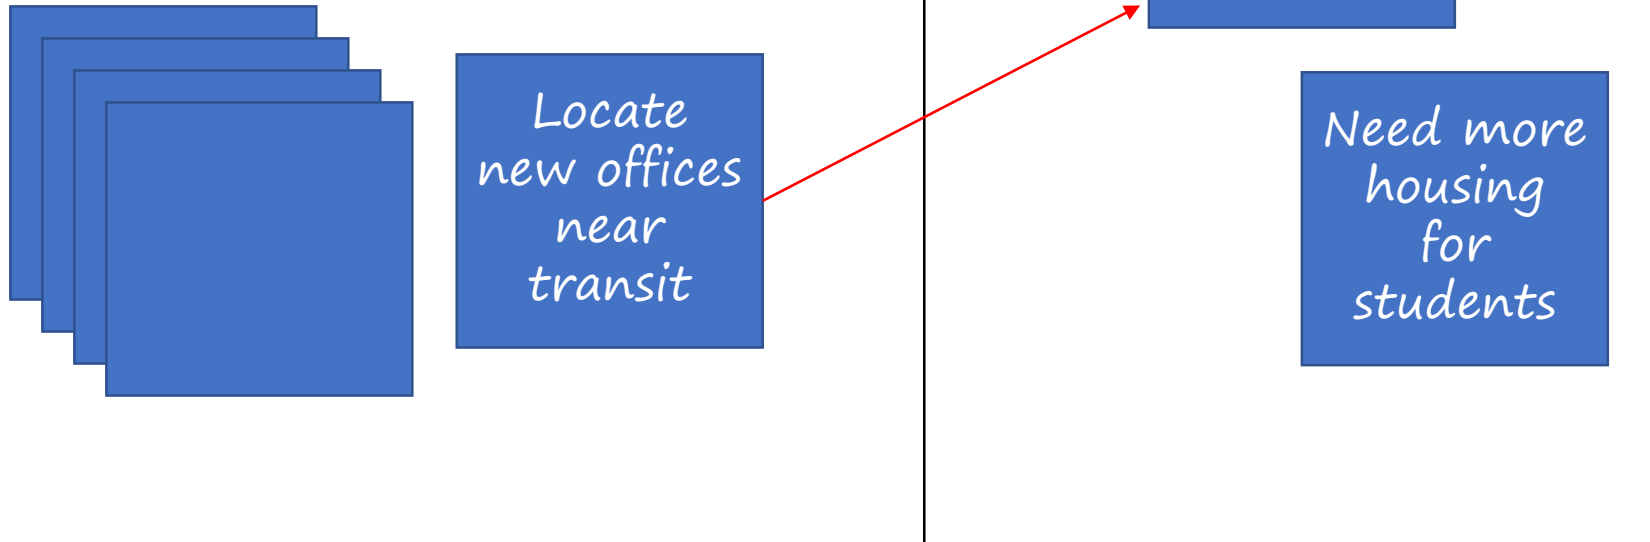 Locate
new offices
near
transit
Need more
housing
for
students